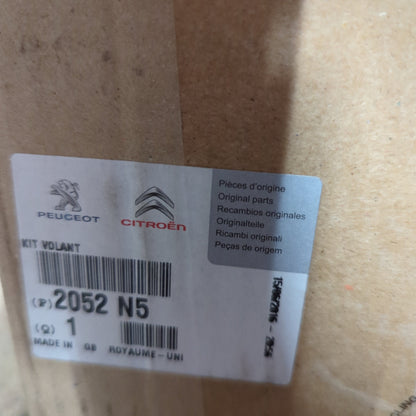 PEUGEOT
CITROËN
Pièces d'origine
Original parts
Recambios originales
Originalteile
Ricambi originali
Peças de origem
KIT VOLANT
(P) 2052 N5
(Q) 1
MADE IN GB ROYAUME-UNI